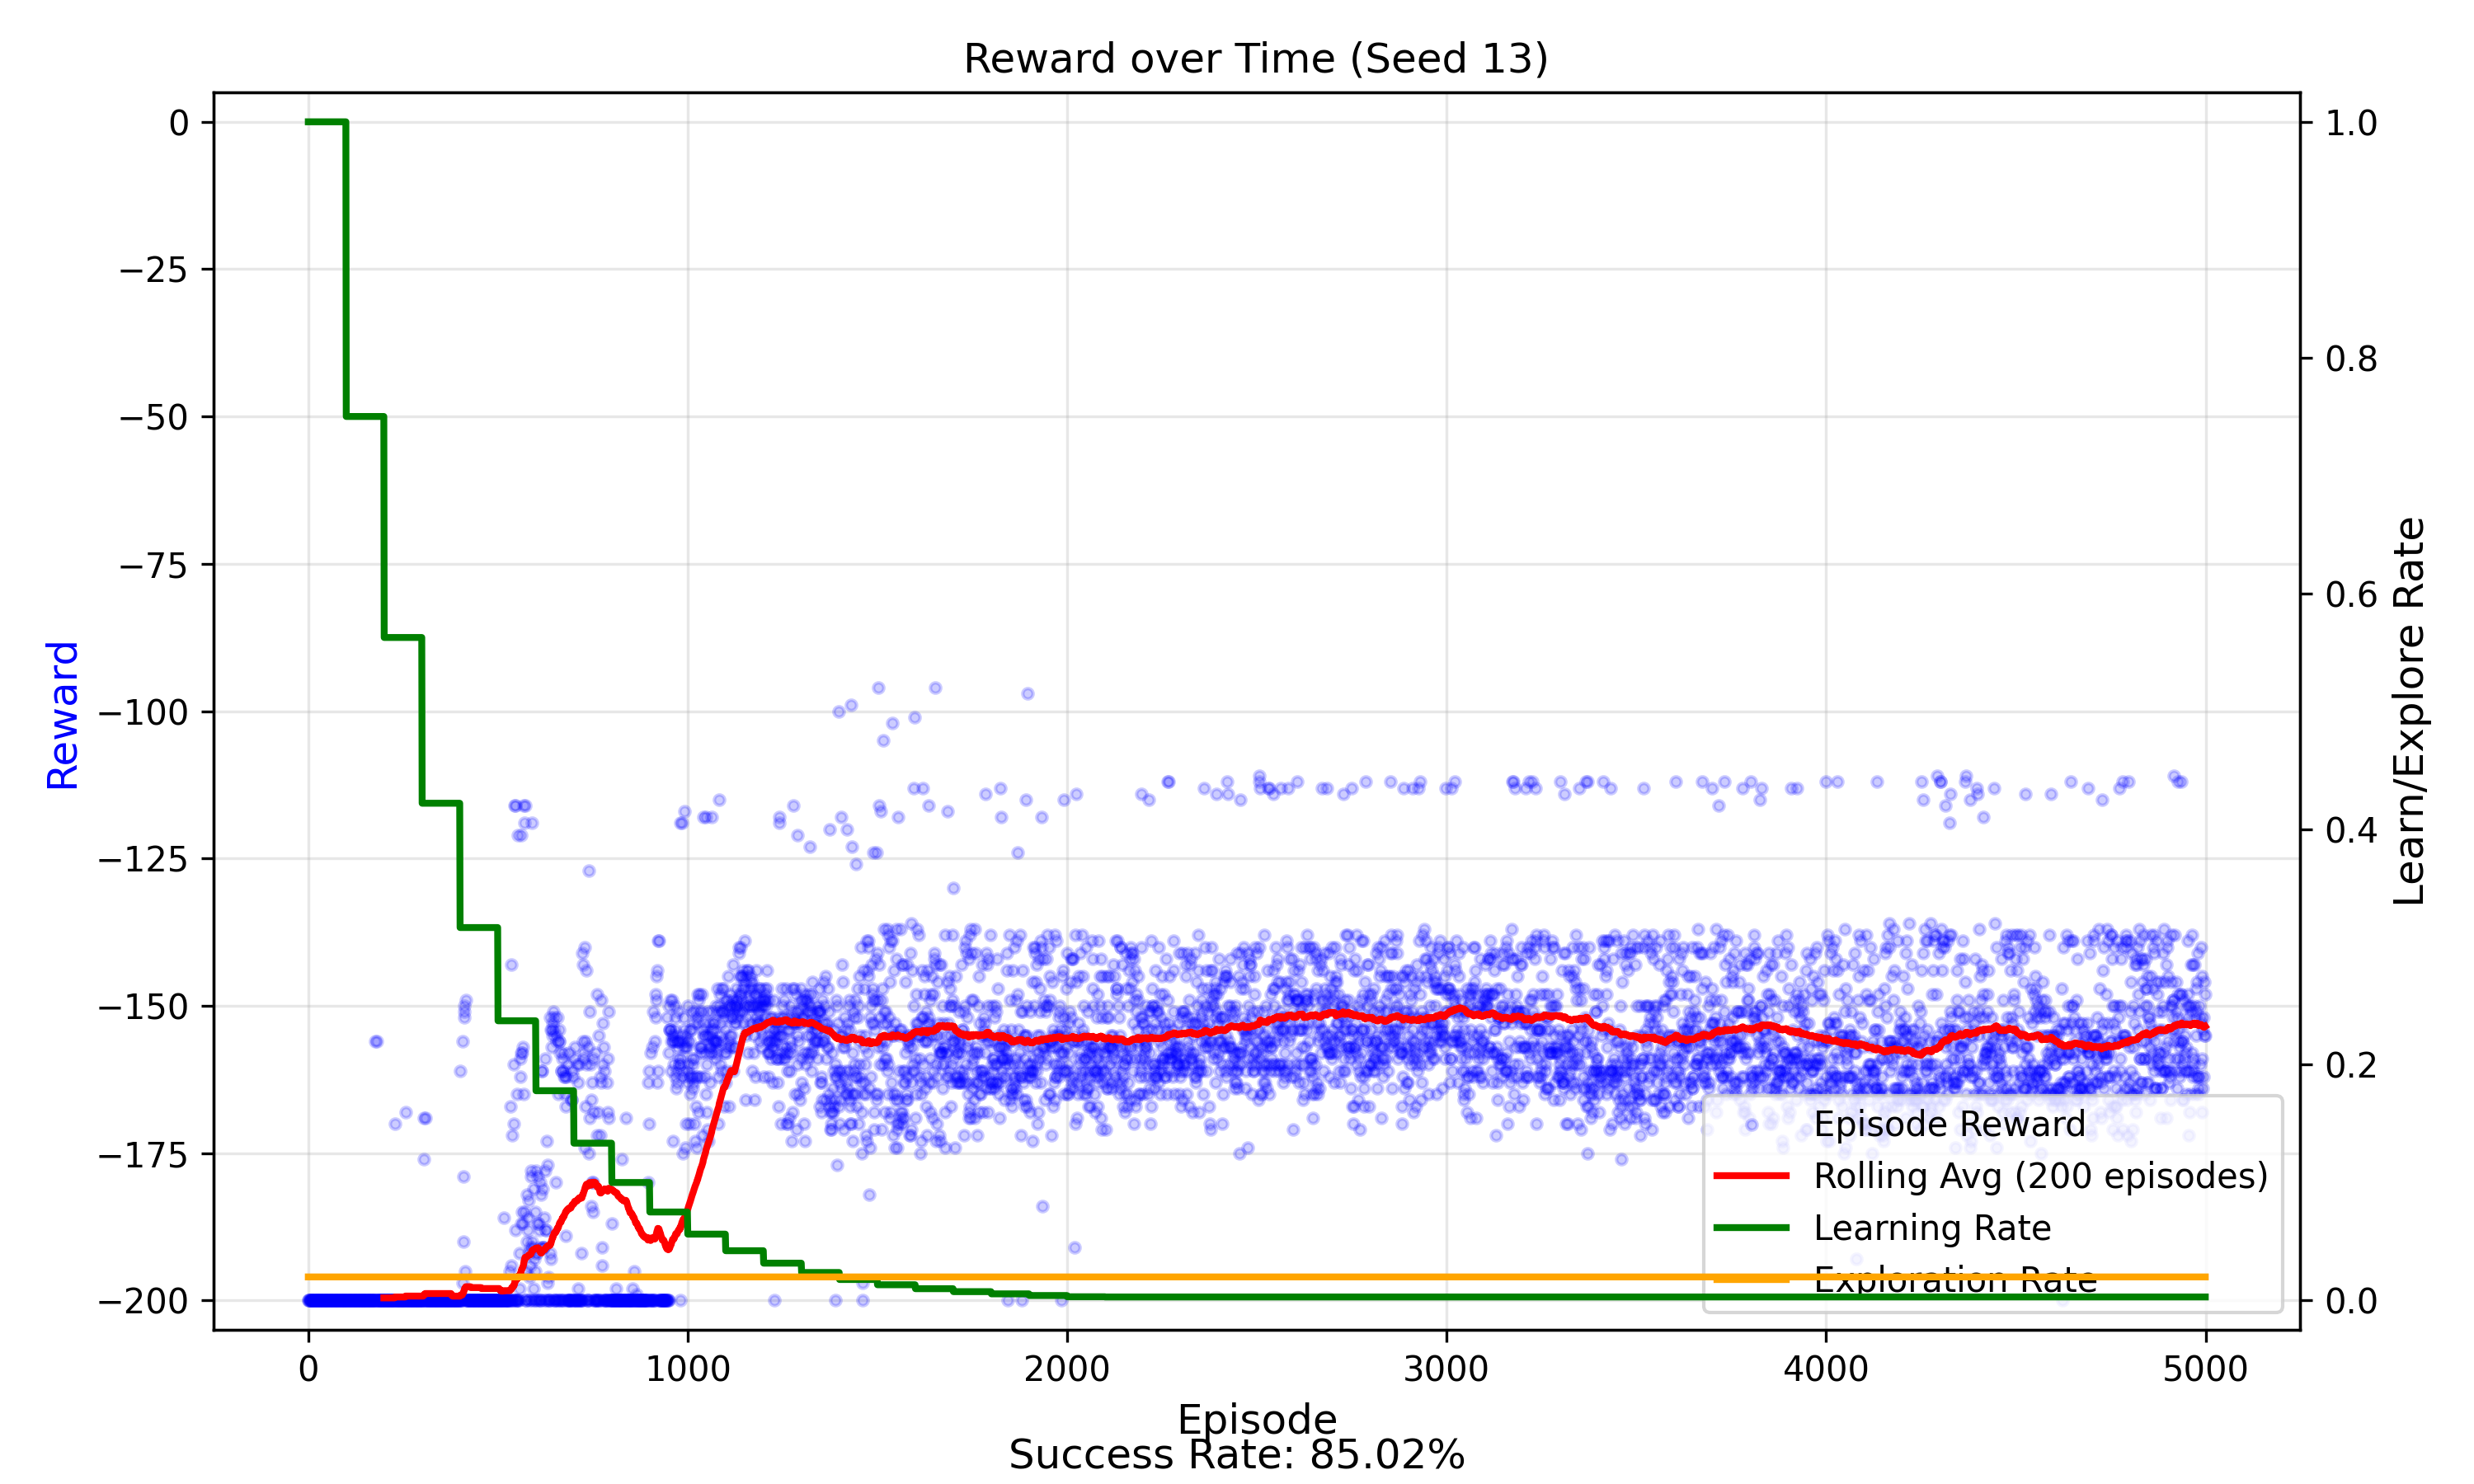 Reward over Time (Seed 13)
0
−25
−50
−75
−100
−125
−150
−175
−200
Reward
1.0
0.8
0.6
0.4
0.2
0.0
Learn/Explore Rate
Episode Reward
Rolling Avg (200 episodes)
Learning Rate
Exploration Rate
0 1000 2000 3000 4000 5000
Episode
Success Rate: 85.02%